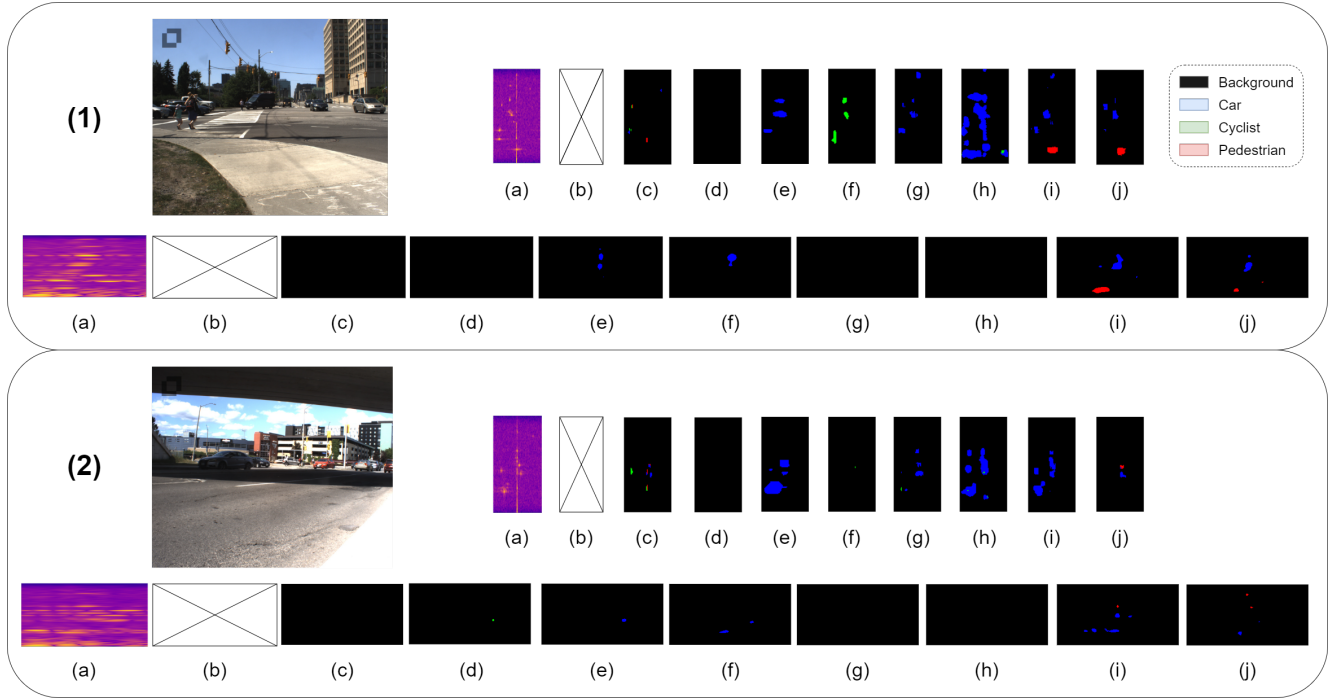 (1)
Background
Car
Cyclist
Pedestrian
(a) (b) (c) (d) (e) (f) (g) (h) (i) (j)
(a) (b) (c) (d) (e) (f) (g) (h) (i) (j)
(2)
(a) (b) (c) (d) (e) (f) (g) (h) (i) (j)
(a) (b) (c) (d) (e) (f) (g) (h) (i) (j)